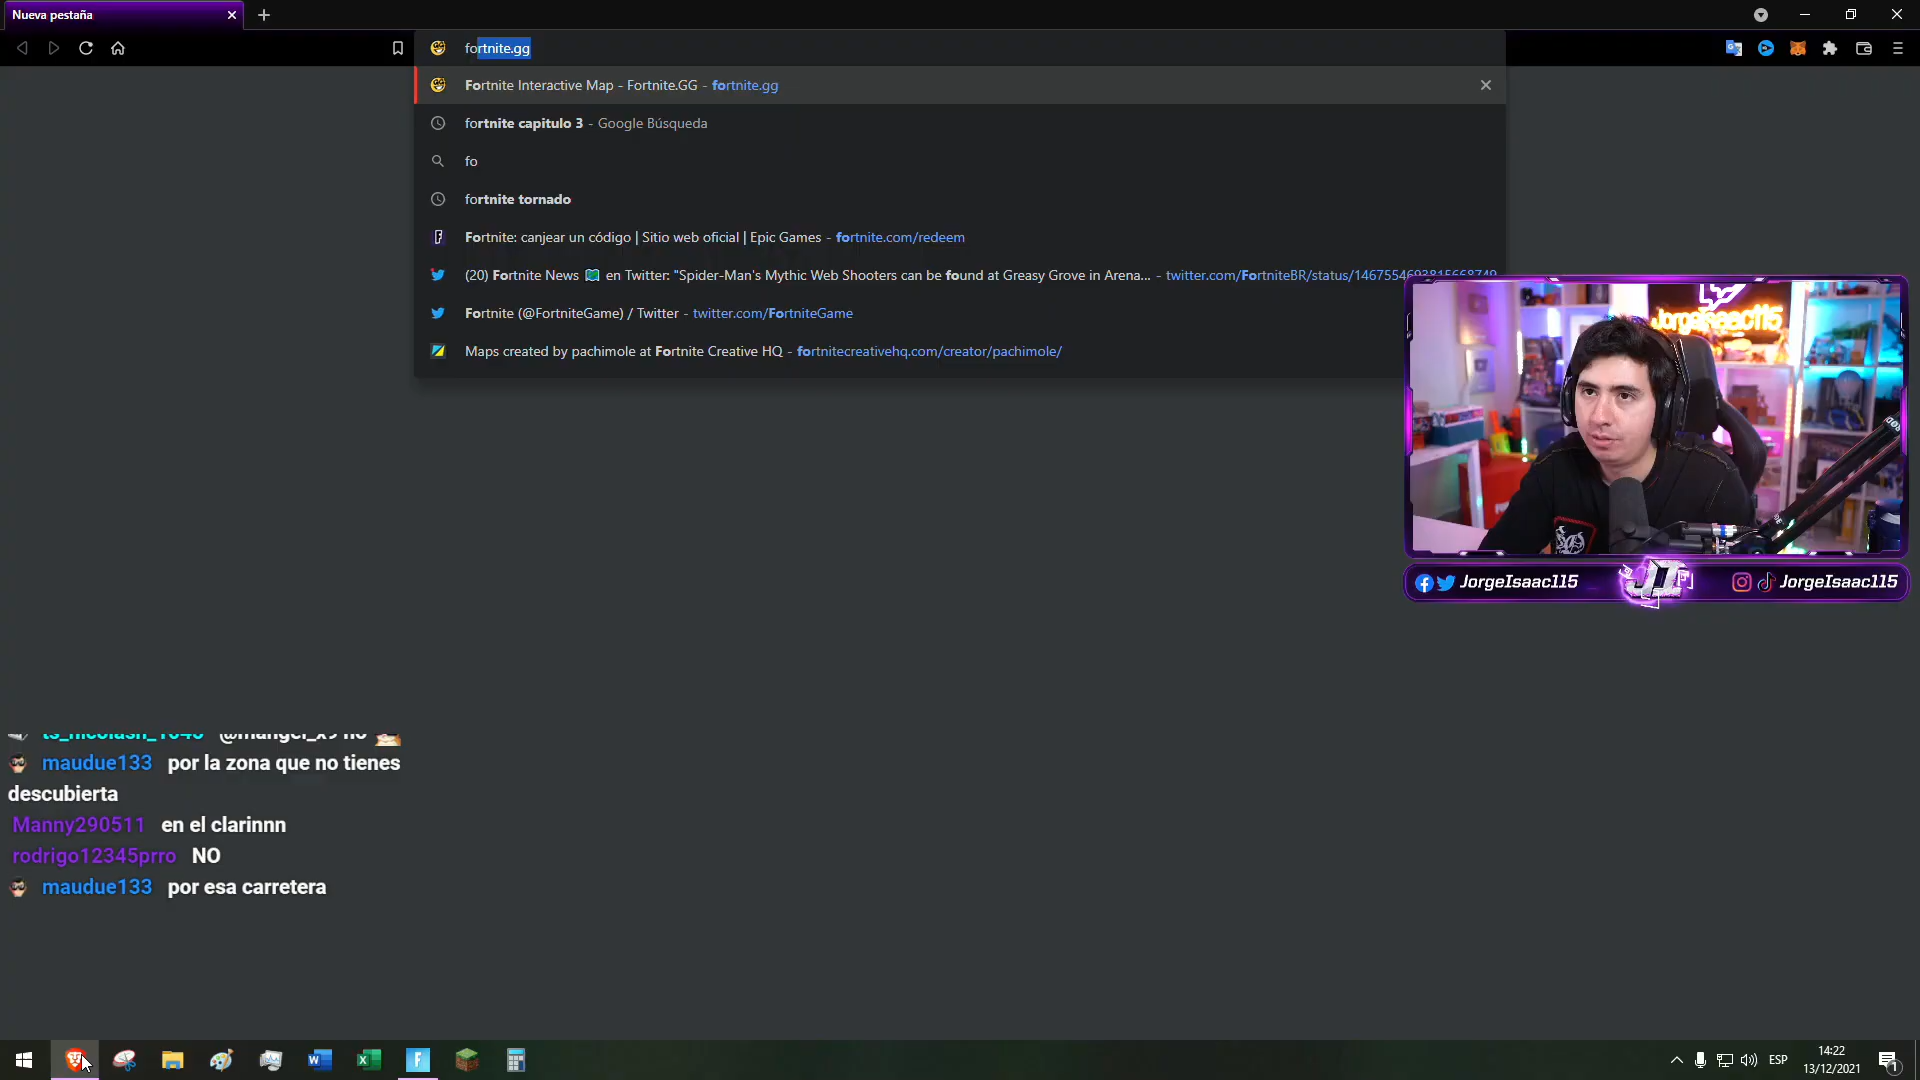 Nueva pestaña
fortnite.gg
Fortnite Interactive Map - Fortnite.GG - fortnite.gg
fortnite capitulo 3 - Google Búsqueda
fo
fortnite tornado
Fortnite: canjear un código | Sitio web oficial | Epic Games - fortnite.com/redeem
(20) Fortnite News en Twitter: "Spider-Man's Mythic Web Shooters can be found at Greasy Grove in Arena... -
Fortnite (@FortniteGame) / Twitter - twitter.com/FortniteGame
Maps created by pachimole at Fortnite Creative HQ - fortnitecreativehq.com/creator/pachimole/
JorgeIsaac115
JorgeIsaac115 JI JorgeIsaac115
maudue133 por la zona que no tienes
descubierta
Manny290511 en el clarinnn
rodrigo12345prro NO
maudue133 por esa carretera
ESP
14:22
13/12/2021
1